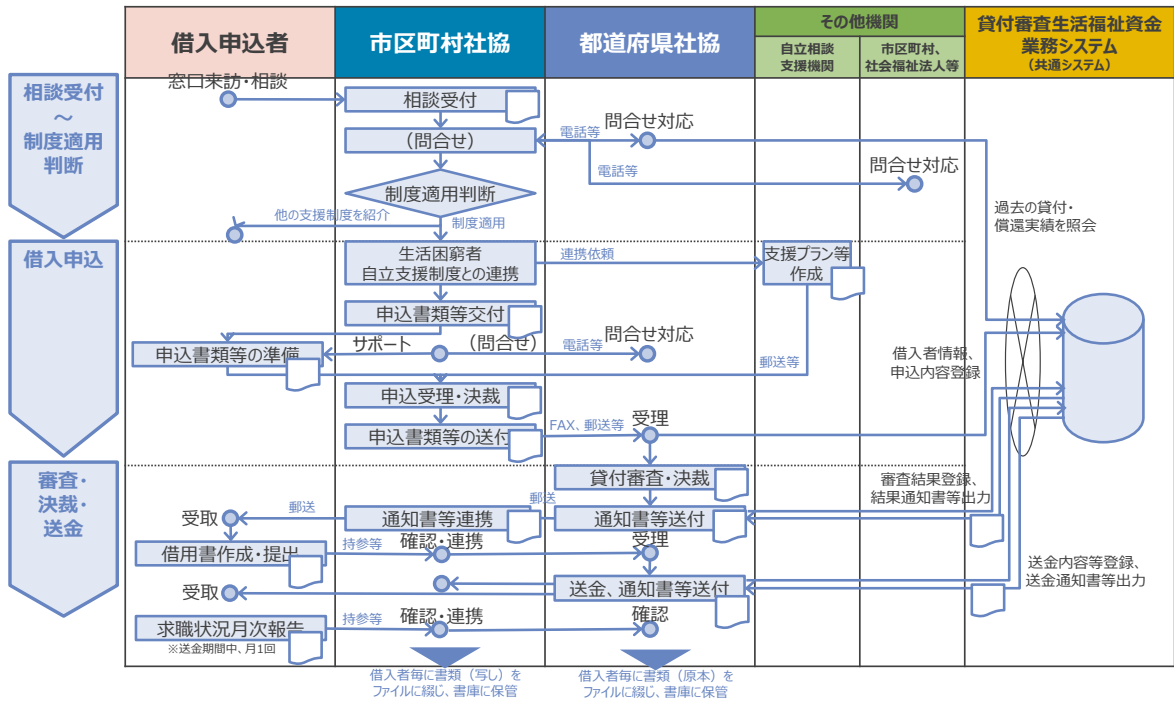 借入申込者
市区町村社協
都道府県社協
その他機関
自立相談
支援機関
市区町村、
社会福祉法人等
貸付審査生活福祉資金
業務システム
(共通システム)
相談受付
～
制度適用
判断
窓口来訪・相談
相談受付
(問合せ)
電話等
問合せ対応
電話等
問合せ対応
制度適用判断
他の支援制度を紹介
制度適用
過去の貸付・
償還実績を照会
借入申込
生活困窮者
自立支援制度との連携
連携依頼
支援プラン等
作成
申込書類等交付
申込書類等の準備
サポート
(問合せ)
電話等
問合せ対応
郵送等
借入者情報、
申込内容登録
申込受理・決裁
申込書類等の送付
FAX、郵送等
受理
審査・
決裁・
送金
貸付審査・決裁
審査結果登録、
結果通知書等出力
受取
郵送
通知書等連携
郵送
通知書等送付
借用書作成・提出
持参等
確認・連携
受理
送金内容等登録、
送金通知書等出力
受取
送金、通知書等送付
求職状況月次報告
※送金期間中、月1回
持参等
確認・連携
確認
借入者毎に書類（写し）を
ファイルに綴じ、書庫に保管
借入者毎に書類（原本）を
ファイルに綴じ、書庫に保管